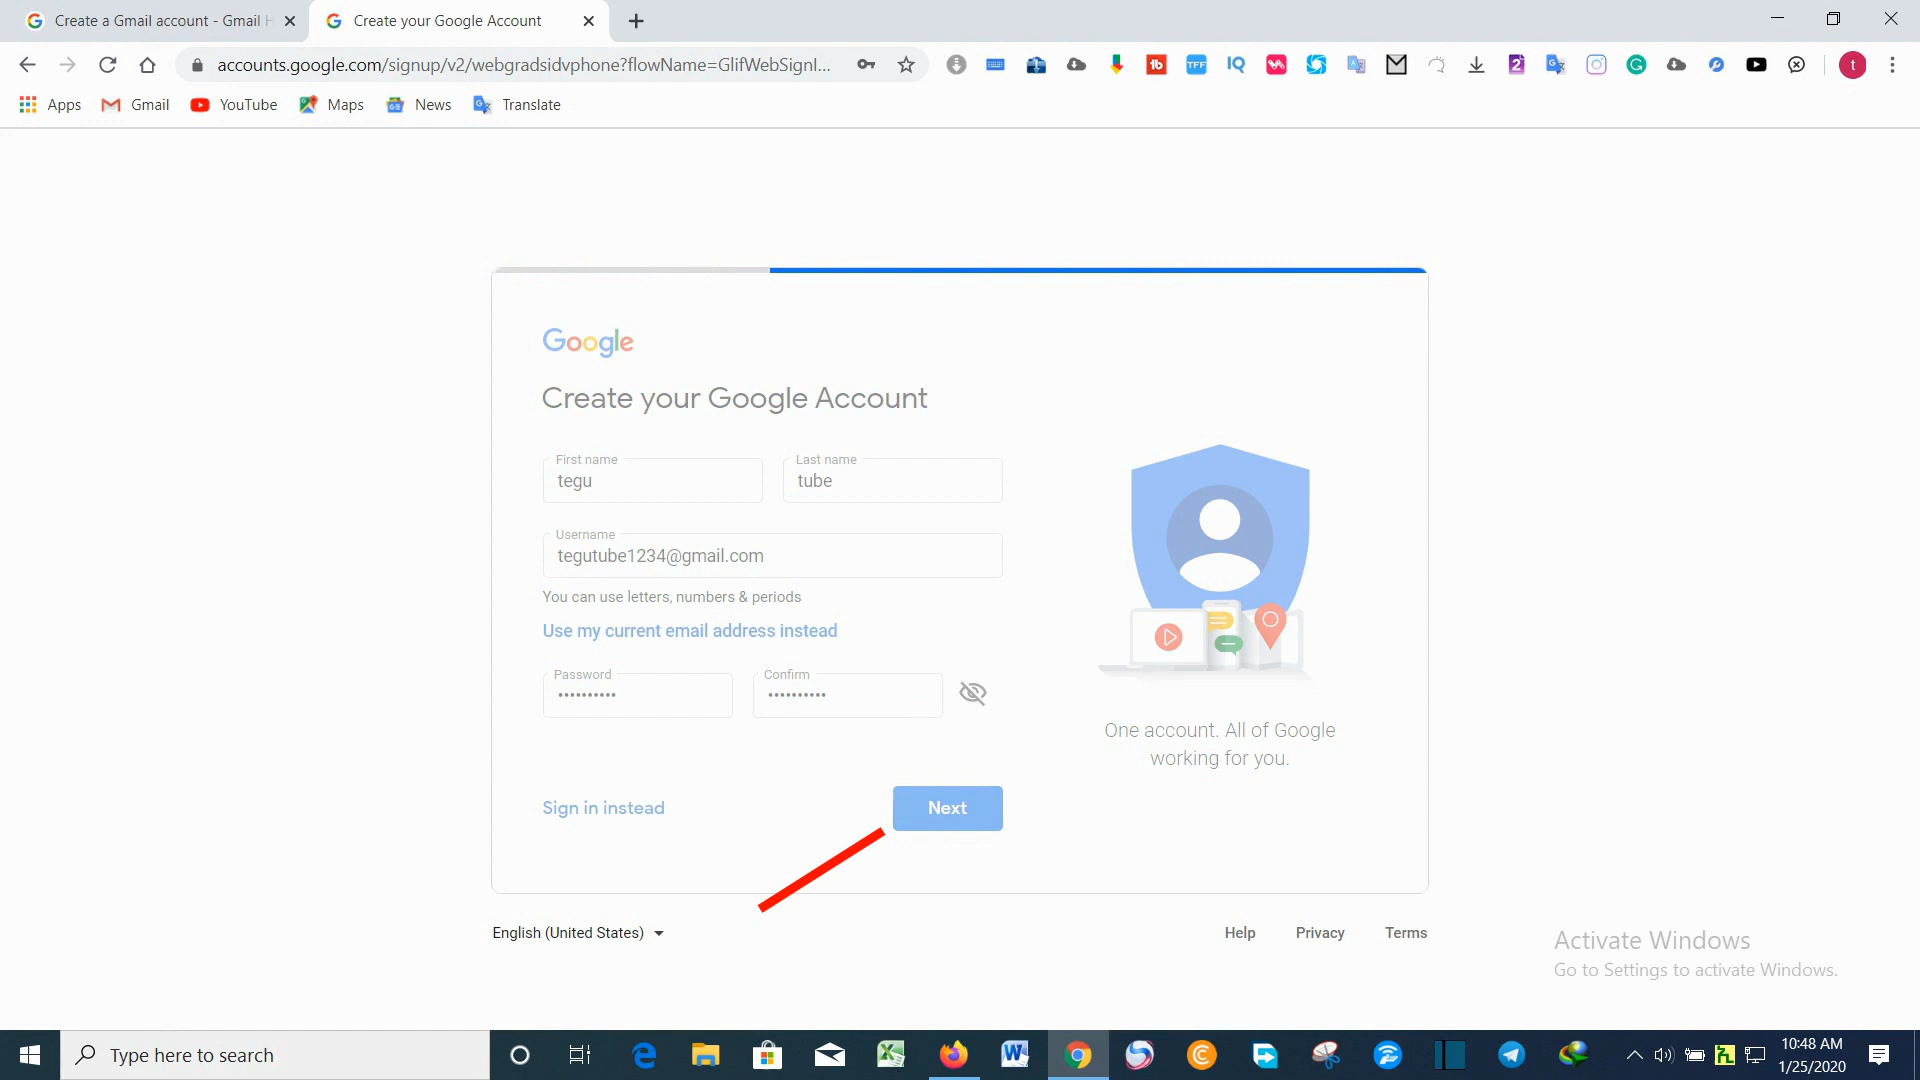 Create a Gmail account - Gmail H
Create your Google Account
accounts.google.com/signup/v2/webgradsidvphone?flowName=GlifWebSignI...
Apps
Gmail
YouTube
Maps
News
Translate
Google
Create your Google Account
First name
tegu
Last name
tube
Username
tegutube1234@gmail.com
You can use letters, numbers & periods
Use my current email address instead
Password
••••••••••
Confirm
••••••••••
One account. All of Google
working for you.
Sign in instead
Next
English (United States)
Help
Privacy
Terms
Activate Windows
Go to Settings to activate Windows.
Type here to search
10:48 AM
1/25/2020